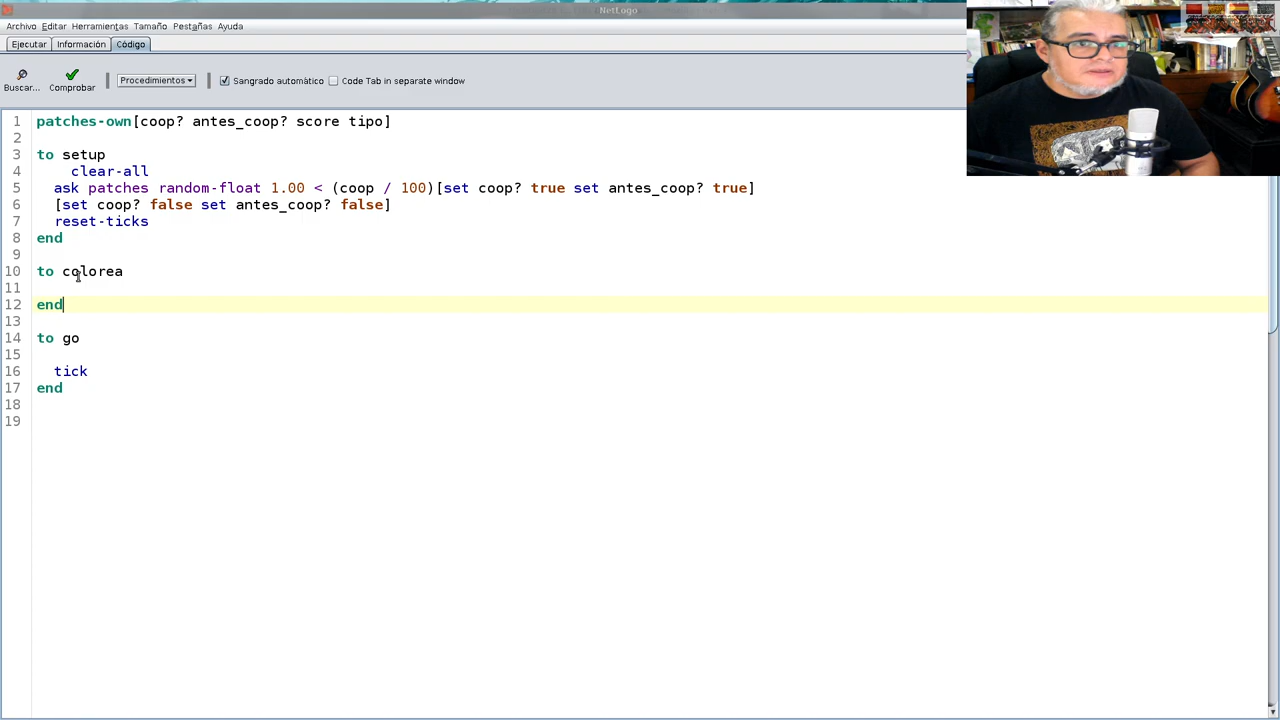 NetLogo
Archivo Editar Herramientas Tamaño Pestañas Ayuda
Ejecutar Información Código
Buscar... Comprobar Procedimientos Sangrado automático Code Tab in separate window
1 patches-own[coop? antes_coop? score tipo]
2
3 to setup
4 clear-all
5 ask patches random-float 1.00 < (coop / 100)[set coop? true set antes_coop? true]
6 [set coop? false set antes_coop? false]
7 reset-ticks
8 end
9
10 to colorea
11
12 end
13
14 to go
15
16 tick
17 end
18
19